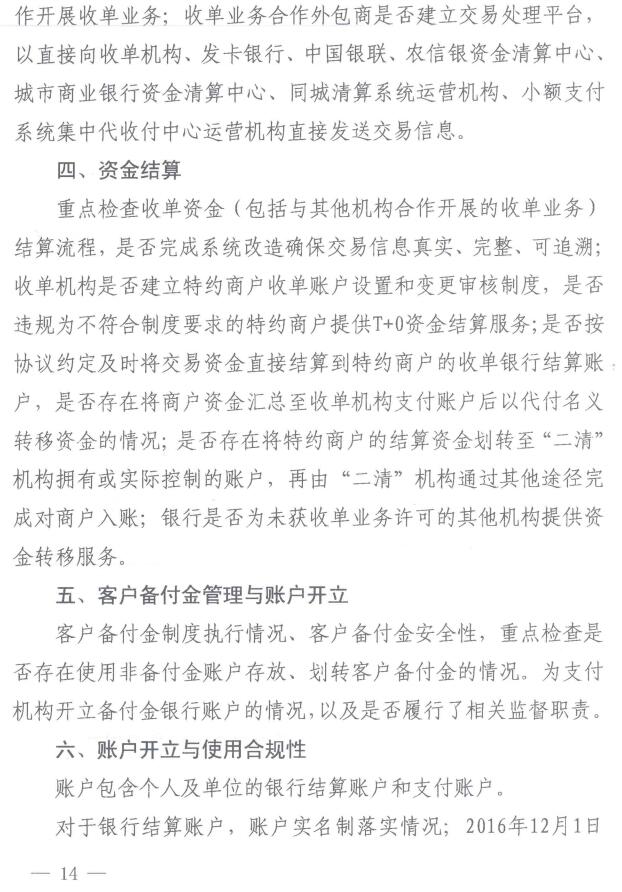 作开展收单业务；收单业务合作外包商是否建立交易处理平台，
以直接向收单机构、发卡银行、中国银联、农信银资金清算中心、
城市商业银行资金清算中心、同城清算系统运营机构、小额支付
系统集中代收付中心运营机构直接发送交易信息。
四、资金结算
重点检查收单资金（包括与其他机构合作开展的收单业务）
结算流程，是否完成系统改造确保交易信息真实、完整、可追溯；
收单机构是否建立特约商户收单账户设置和变更审核制度，是否
违规为不符合制度要求的特约商户提供T+0资金结算服务；是否按
协议约定及时将交易资金直接结算到特约商户的收单银行结算账
户，是否存在将商户资金汇总至收单机构支付账户后以代付名义
转移资金的情况；是否存在将特约商户的结算资金划转至“二清”
机构拥有或实际控制的账户，再由“二清”机构通过其他途径完
成对商户入账；银行是否为未获收单业务许可的其他机构提供资
金转移服务。
五、客户备付金管理与账户开立
客户备付金制度执行情况、客户备付金安全性，重点检查是
否存在使用非备付金账户存放、划转客户备付金的情况。为支付
机构开立备付金银行账户的情况，以及是否履行了相关监督职责。
六、账户开立与使用合规性
账户包含个人及单位的银行结算账户和支付账户。
对于银行结算账户，账户实名制落实情况；2016年12月1日
— 14 —